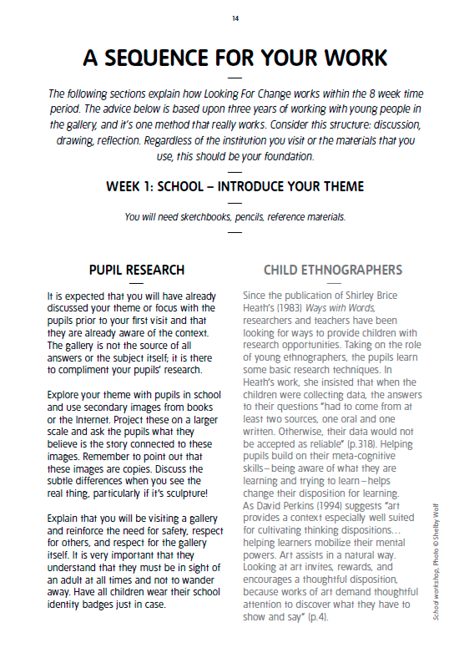 14
A SEQUENCE FOR YOUR WORK
The following sections explain how Looking For Change works within the 8 week time
period. The advice below is based upon three years of working with young people in
the gallery, and it's one method that really works. Consider this structure: discussion,
drawing, reflection. Regardless of the institution you visit or the materials that you
use, this should be your foundation.
WEEK 1: SCHOOL – INTRODUCE YOUR THEME
You will need skerchbooks, pencils, reference materials.
PUPIL RESEARCH
It is expected that you will have already
discussed your theme or focus with the
pupils prior to your first visit and that
they are already aware of the context.
The gallery is not the source of all
answers or the subject itself; it is there
to compliment your pupils' research.
Explore your theme with pupils in school
and use secondary images from books
or the Internet. Project these on a larger
scale and ask the pupils what they
believe is the story connected to these
images. Remember to point out that
these images are copies. Discuss the
subtle differences when you see the
real thing, particularly if it's sculpture!
Explain that you will be visiting a gallery
and reinforce the need for safety, respect
for others, and respect for the gallery
itself. It is very important that they
understand that they must be in sight of
an adult at all times and not to wander
away. Have all children wear their school
identity badges just in case.
CHILD ETHNOGRAPHERS
Since the publication of Shirley Brice
Heath's (1983) Ways with Words,
researchers and teachers have been
looking for ways to provide children with
research opportunities. Taking on the role
of young ethnographers, the pupils learn
some basic research techniques. In
Heath's work, she insisted that when the
children were collecting data, the answers
to their questions "had to come from at
least two sources, one oral and one
written. Otherwise, their data would not
be accepted as reliable" (p.318). Helping
pupils build on their meta-cognitive
skills – being aware of what they are
learning and trying to learn – helps
change their disposition for learning.
As David Perkins (1994) suggests "art
provides a context especially well suited
for cultivating thinking dispositions...
helping learners mobilize their mental
powers. Art assists in a natural way.
Looking at art invites, rewards, and
encourages a thoughtful disposition,
because works of art demand thoughtful
attention to discover what they have to
show and say" (p.4).
School workshop, Photo © Shelby Wolf